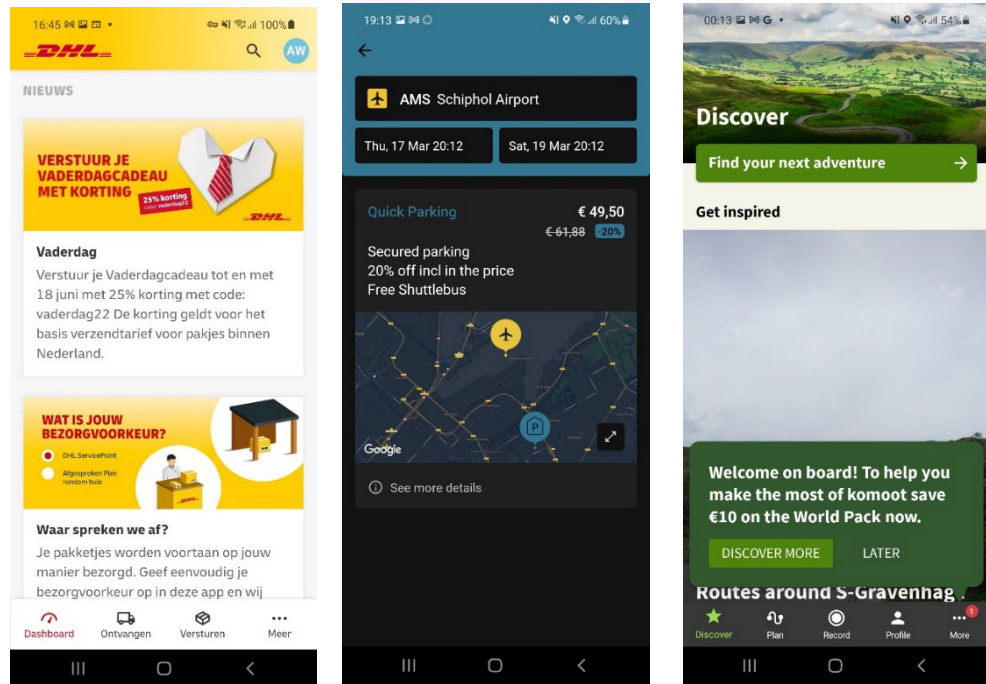 16:45
100%
DHL
AW
NIEUWS
VERSTUUR JE
VADERDAGCADEAU
MET KORTING
25% korting
code: vaderdag22
DHL
Vaderdag
Verstuur je Vaderdagcadeau tot en met
18 juni met 25% korting met code:
vaderdag22 De korting geldt voor het
basis verzendtarief voor pakjes binnen
Nederland.
WAT IS JOUW
BEZORGVOORKEUR?
DHL ServicePoint
Afgesproken Plek
rondom huis
DHL
Waar spreken we af?
Je pakketjes worden voortaan op jouw
manier bezorgd. Geef eenvoudig je
bezorgvoorkeur op in deze app en wij
Dashboard
Ontvangen
Versturen
Meer
19:13
60%
AMS Schiphol Airport
Thu, 17 Mar 20:12
Sat, 19 Mar 20:12
Quick Parking
€ 49,50
€ 61,88 -20%
Secured parking
20% off incl in the price
Free Shuttlebus
P
Google
See more details
00:13 G
54%
Discover
Find your next adventure
Get inspired
Welcome on board! To help you
make the most of komoot save
€10 on the World Pack now.
DISCOVER MORE
LATER
Routes around S-Gravenhag
1
Discover
Plan
Record
Profile
More